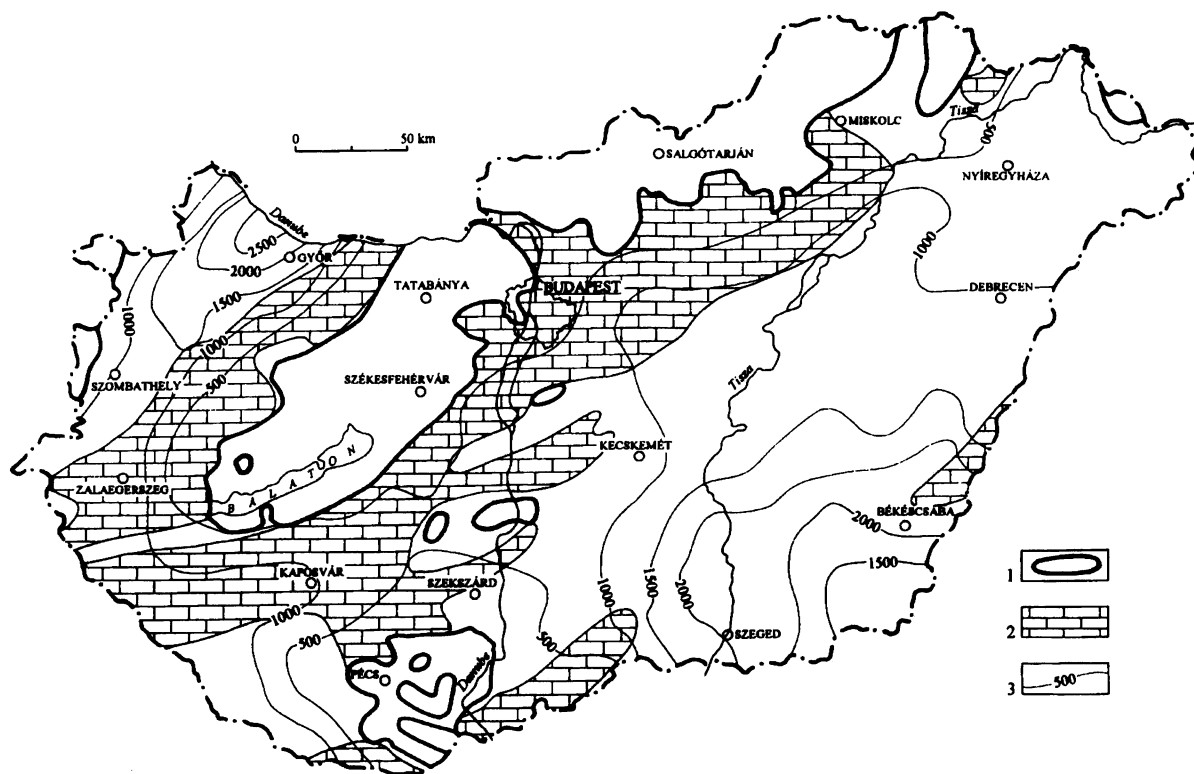 0 50 km
MISKOLC
Tisza
500
SALGÓTARJÁN
NYÍREGYHÁZA
Danube
2500
2000
GYŐR
1500
1000
1000
TATABÁNYA
BUDAPEST
DEBRECEN
1000
500
SZOMBATHELY
SZÉKESFEHÉRVÁR
Tisza
KECSKEMÉT
ZALAEGERSZEG
BALATON
BÉKÉSCSABA
2000
1500
KAPOSVÁR
SZEKSZÁRD
1000
1000
1500
2000
500
500
SZEGED
PÉCS
Danube
1
2
3 500